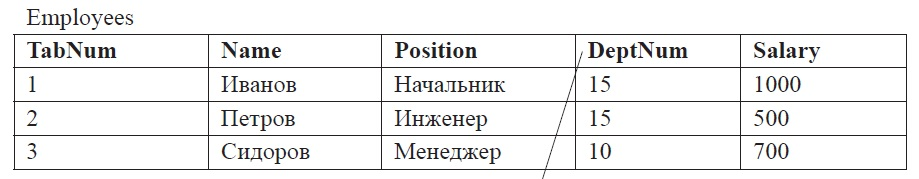 Employees
TabNum Name Position DeptNum Salary
1 Иванов Начальник 15 1000
2 Петров Инженер 15 500
3 Сидоров Менеджер 10 700